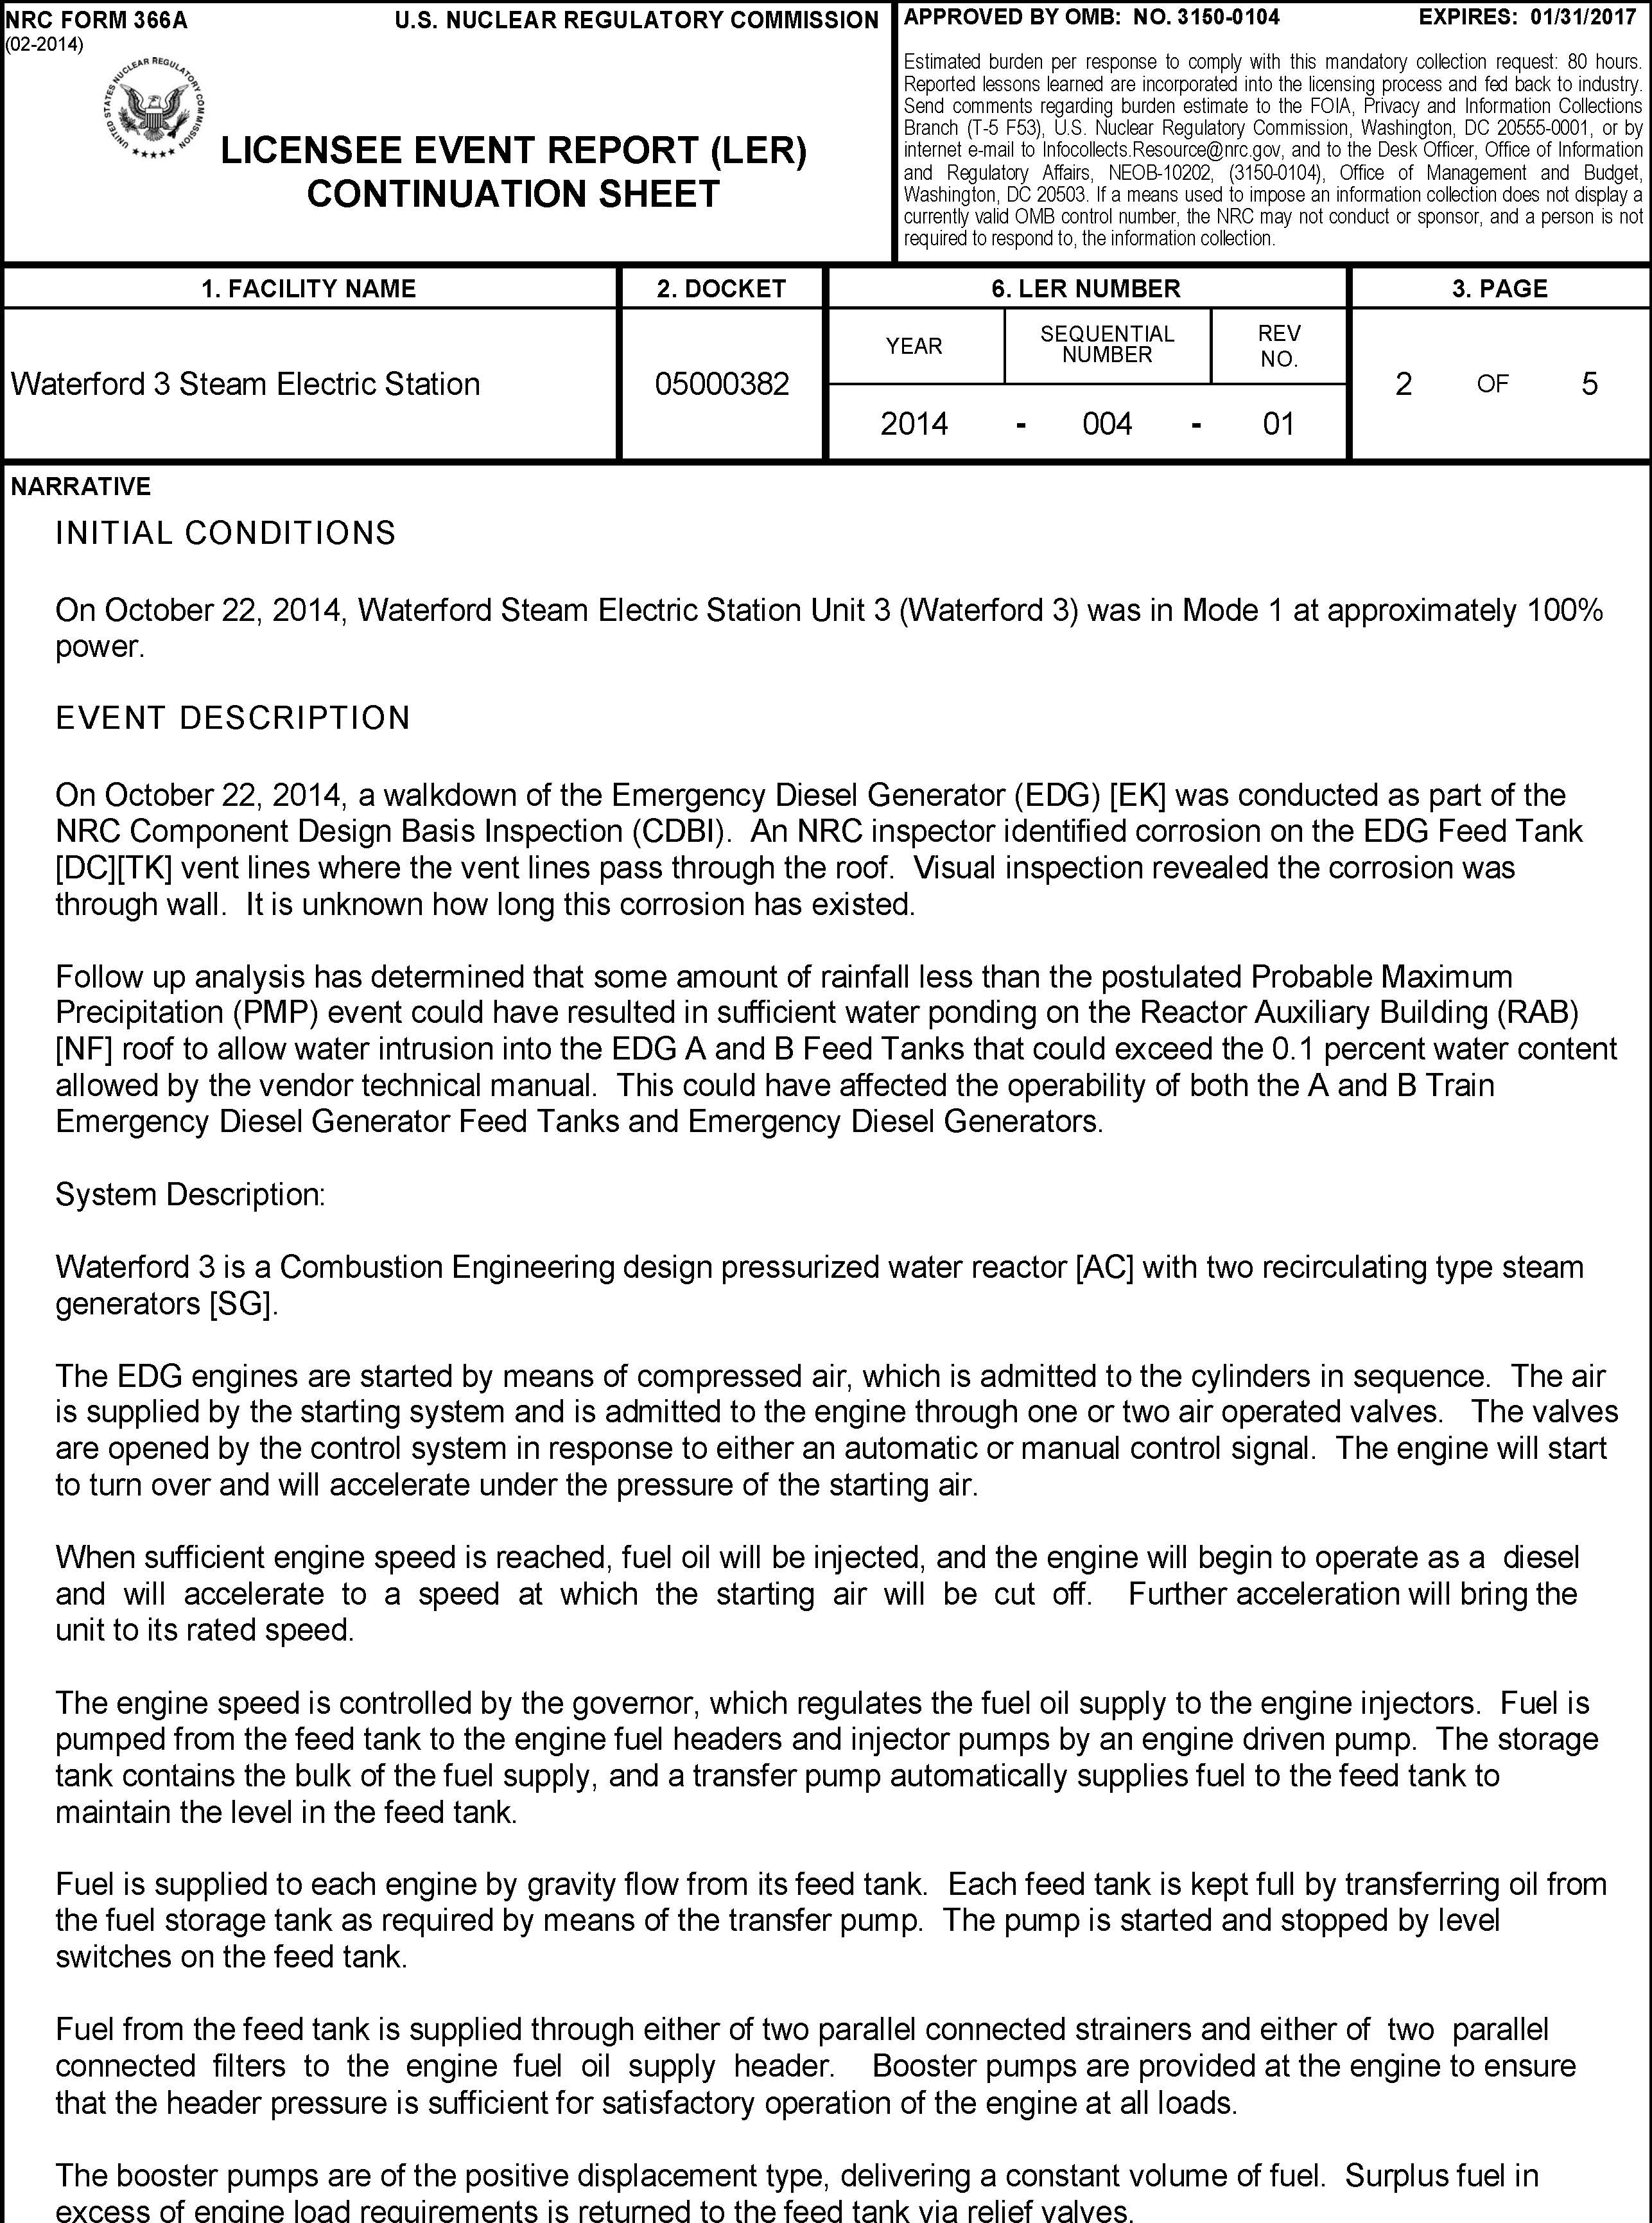 NRC FORM 366A
(02-2014)
U.S. NUCLEAR REGULATORY COMMISSION
UNITED STATES NUCLEAR REGULATORY COMMISSION
LICENSEE EVENT REPORT (LER)
CONTINUATION SHEET
APPROVED BY OMB: NO. 3150-0104 EXPIRES: 01/31/2017
Estimated burden per response to comply with this mandatory collection request: 80 hours.
Reported lessons learned are incorporated into the licensing process and fed back to industry.
Send comments regarding burden estimate to the FOIA, Privacy and Information Collections
Branch (T-5 F53), U.S. Nuclear Regulatory Commission, Washington, DC 20555-0001, or by
internet e-mail to Infocollects.Resource@nrc.gov, and to the Desk Officer, Office of Information
and Regulatory Affairs, NEOB-10202, (3150-0104), Office of Management and Budget,
Washington, DC 20503. If a means used to impose an information collection does not display a
currently valid OMB control number, the NRC may not conduct or sponsor, and a person is not
required to respond to, the information collection.
1. FACILITY NAME
2. DOCKET
6. LER NUMBER
3. PAGE
Waterford 3 Steam Electric Station
05000382
YEAR
SEQUENTIAL
NUMBER
REV
NO.
2014 - 004 - 01
2 OF 5
NARRATIVE
INITIAL CONDITIONS
On October 22, 2014, Waterford Steam Electric Station Unit 3 (Waterford 3) was in Mode 1 at approximately 100%
power.
EVENT DESCRIPTION
On October 22, 2014, a walkdown of the Emergency Diesel Generator (EDG) [EK] was conducted as part of the
NRC Component Design Basis Inspection (CDBI). An NRC inspector identified corrosion on the EDG Feed Tank
[DC][TK] vent lines where the vent lines pass through the roof. Visual inspection revealed the corrosion was
through wall. It is unknown how long this corrosion has existed.
Follow up analysis has determined that some amount of rainfall less than the postulated Probable Maximum
Precipitation (PMP) event could have resulted in sufficient water ponding on the Reactor Auxiliary Building (RAB)
[NF] roof to allow water intrusion into the EDG A and B Feed Tanks that could exceed the 0.1 percent water content
allowed by the vendor technical manual. This could have affected the operability of both the A and B Train
Emergency Diesel Generator Feed Tanks and Emergency Diesel Generators.
System Description:
Waterford 3 is a Combustion Engineering design pressurized water reactor [AC] with two recirculating type steam
generators [SG].
The EDG engines are started by means of compressed air, which is admitted to the cylinders in sequence. The air
is supplied by the starting system and is admitted to the engine through one or two air operated valves. The valves
are opened by the control system in response to either an automatic or manual control signal. The engine will start
to turn over and will accelerate under the pressure of the starting air.
When sufficient engine speed is reached, fuel oil will be injected, and the engine will begin to operate as a diesel
and will accelerate to a speed at which the starting air will be cut off. Further acceleration will bring the
unit to its rated speed.
The engine speed is controlled by the governor, which regulates the fuel oil supply to the engine injectors. Fuel is
pumped from the feed tank to the engine fuel headers and injector pumps by an engine driven pump. The storage
tank contains the bulk of the fuel supply, and a transfer pump automatically supplies fuel to the feed tank to
maintain the level in the feed tank.
Fuel is supplied to each engine by gravity flow from its feed tank. Each feed tank is kept full by transferring oil from
the fuel storage tank as required by means of the transfer pump. The pump is started and stopped by level
switches on the feed tank.
Fuel from the feed tank is supplied through either of two parallel connected strainers and either of two parallel
connected filters to the engine fuel oil supply header. Booster pumps are provided at the engine to ensure
that the header pressure is sufficient for satisfactory operation of the engine at all loads.
The booster pumps are of the positive displacement type, delivering a constant volume of fuel. Surplus fuel in
excess of engine load requirements is returned to the feed tank via relief valves.